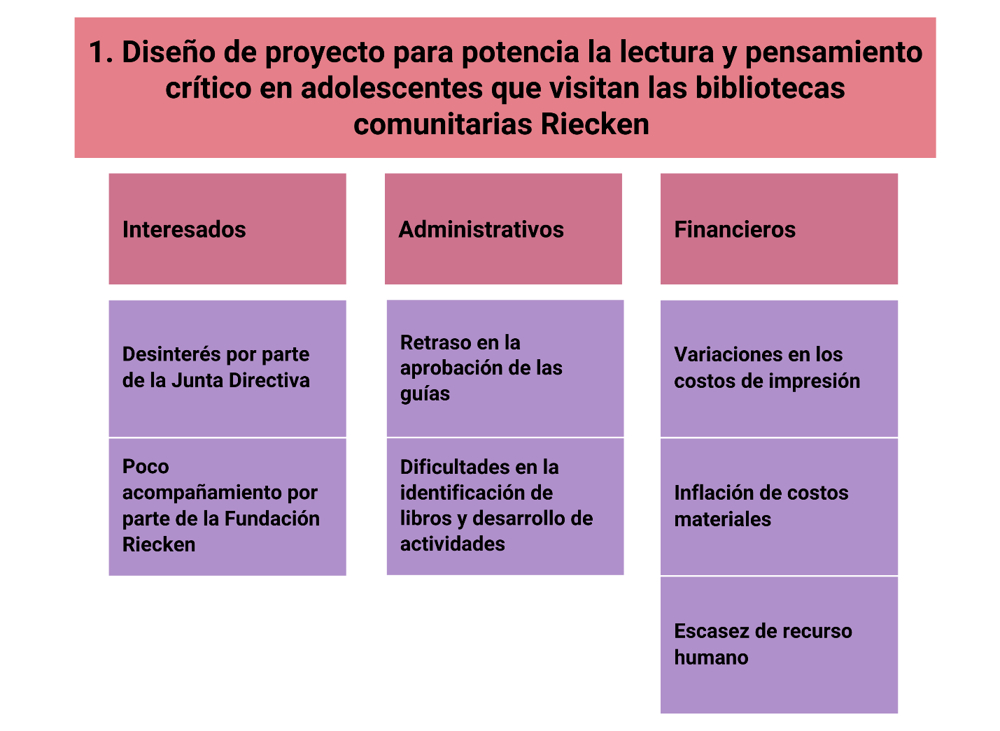 1. Diseño de proyecto para potencia la lectura y pensamiento
crítico en adolescentes que visitan las bibliotecas
comunitarias Riecken
Interesados
Administrativos
Financieros
Desinterés por parte
de la Junta Directiva
Retraso en la
aprobación de las
guías
Variaciones en los
costos de impresión
Poco
acompañamiento por
parte de la Fundación
Riecken
Dificultades en la
identificación de
libros y desarrollo de
actividades
Inflación de costos
materiales
Escasez de recurso
humano